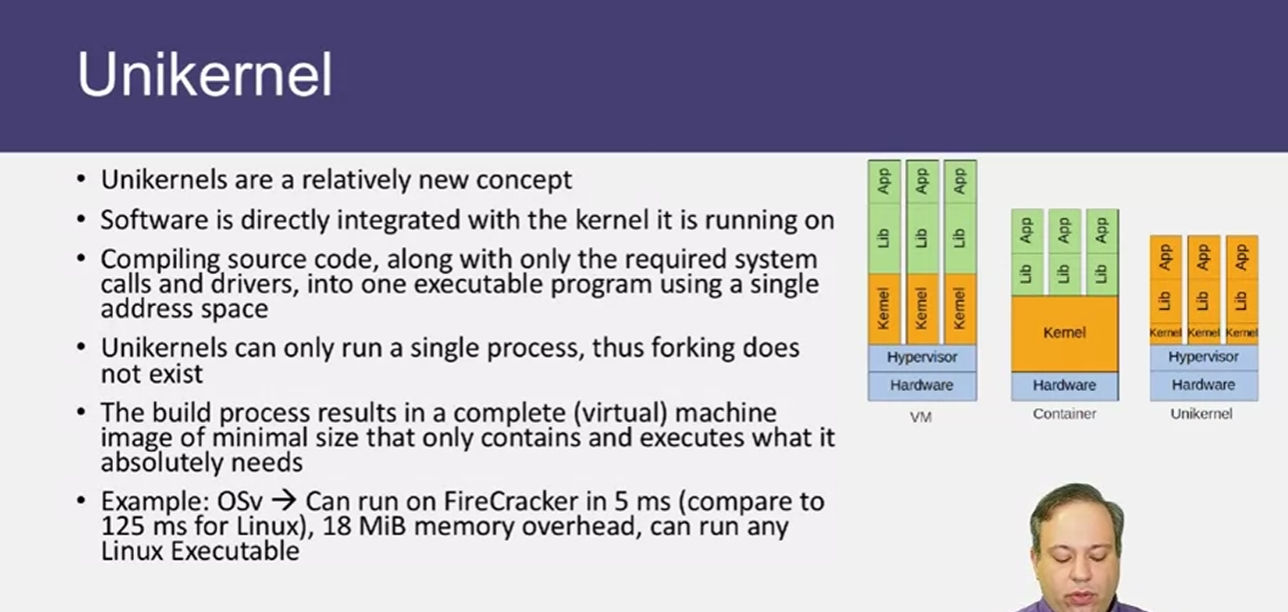 Unikernel
• Unikernels are a relatively new concept
• Software is directly integrated with the kernel it is running on
• Compiling source code, along with only the required system
calls and drivers, into one executable program using a single
address space
• Unikernels can only run a single process, thus forking does
not exist
• The build process results in a complete (virtual) machine
image of minimal size that only contains and executes what it
absolutely needs
• Example: OSv → Can run on FireCracker in 5 ms (compare to
125 ms for Linux), 18 MiB memory overhead, can run any
Linux Executable
App App App
Lib Lib Lib
Kernel Kernel Kernel
Hypervisor
Hardware
VM
App App App
Lib Lib Lib
Kernel
Hardware
Container
App App App
Lib Lib Lib
Kernel Kernel Kernel
Hypervisor
Hardware
Unikernel